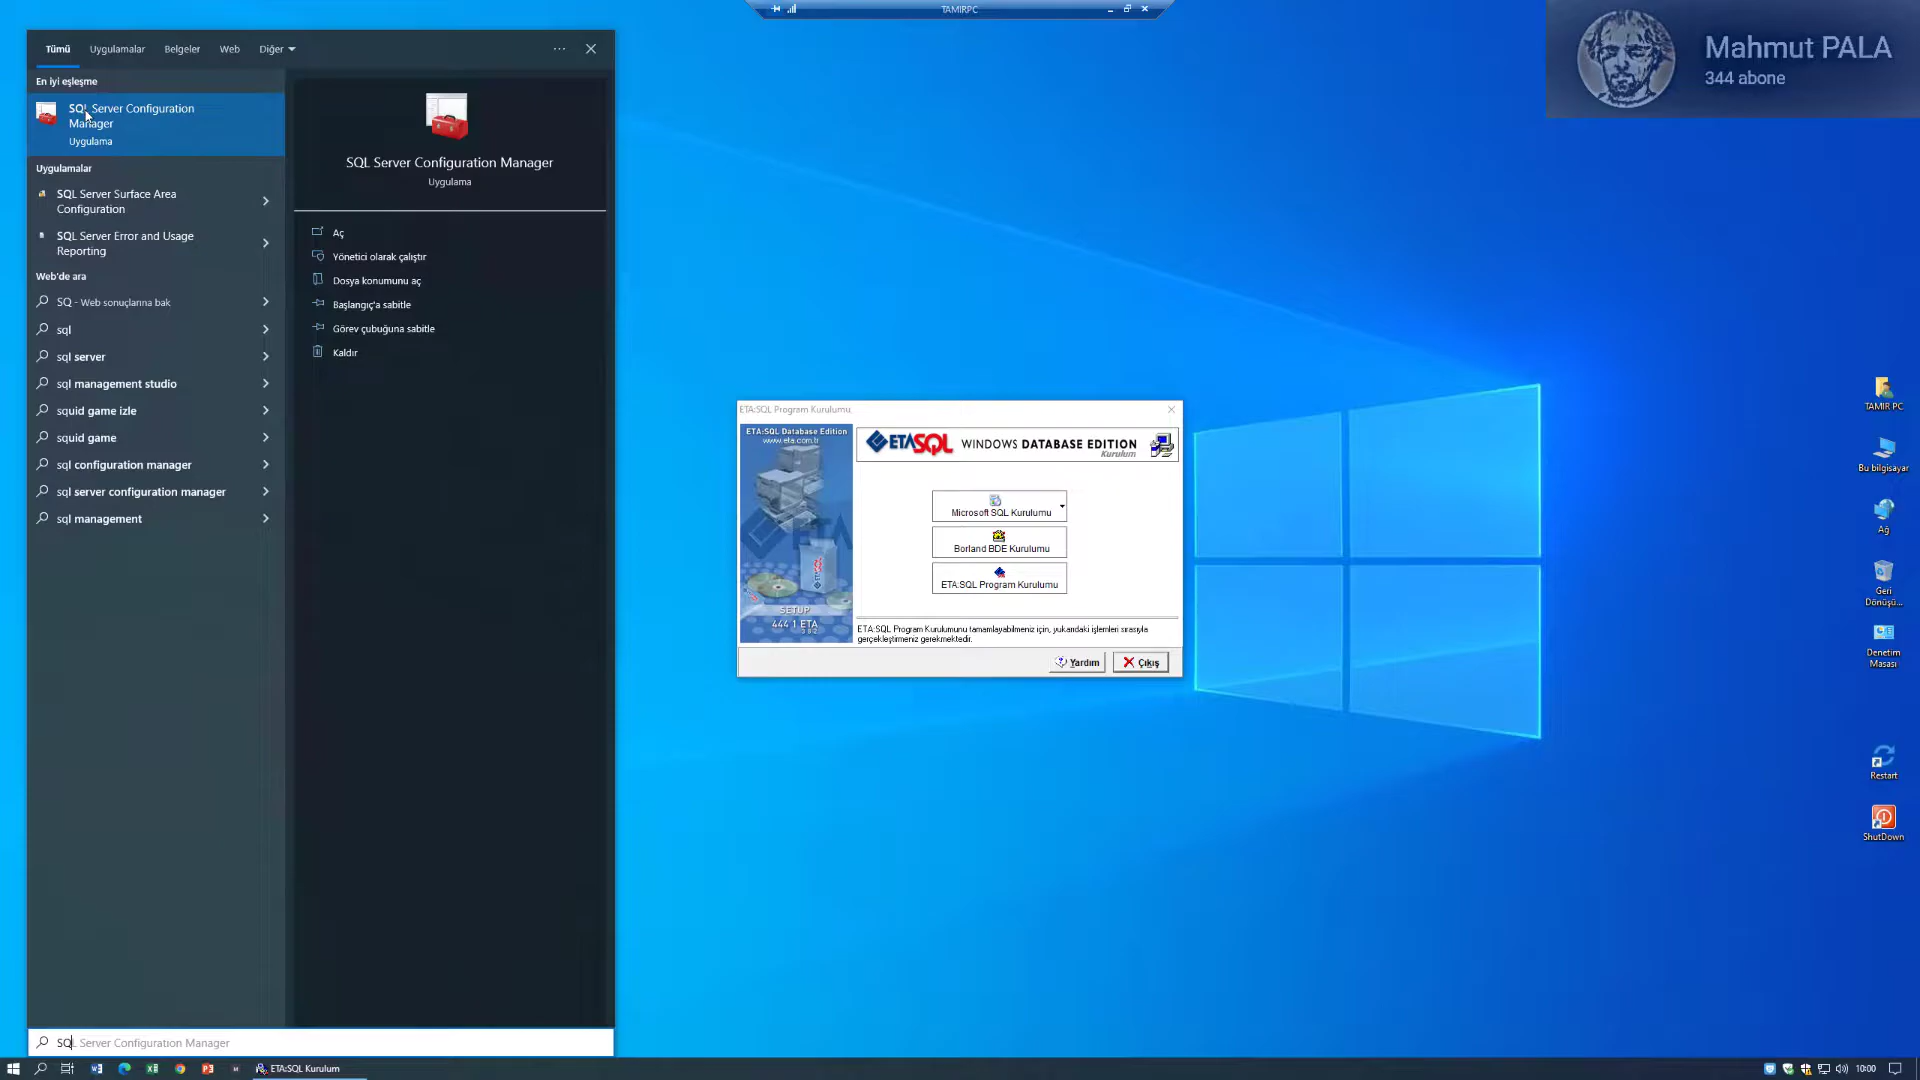 TAMIRPC
Mahmut PALA
344 abone
Tümü
Uygulamalar
Belgeler
Web
Diğer
En iyi eşleşme
SQL Server Configuration
Manager
Uygulama
Uygulamalar
SQL Server Surface Area
Configuration
SQL Server Error and Usage
Reporting
Web'de ara
SQ - Web sonuçlarına bak
sql
sql server
sql management studio
squid game izle
squid game
sql configuration manager
sql server configuration manager
sql management
SQL Server Configuration Manager
Uygulama
Aç
Yönetici olarak çalıştır
Dosya konumunu aç
Başlangıç'a sabitle
Görev çubuğuna sabitle
Kaldır
ETA:SQL Program Kurulumu
ETA:SQL Database Edition
www.eta.com.tr
SETUP
444 1 ETA
3 8 2
ETASQL WINDOWS DATABASE EDITION
Kurulum
Microsoft SQL Kurulumu
Borland BDE Kurulumu
ETA:SQL Program Kurulumu
ETA:SQL Program Kurulumunu tamamlayabilmeniz için, yukarıdaki işlemleri sırasıyla
gerçekleştirmeniz gerekmektedir.
Yardım
Çıkış
TAMIR PC
Bu bilgisayar
Ağ
Geri
Dönüşü...
Denetim
Masası
Restart
ShutDown
SQL Server Configuration Manager
ETA:SQL Kurulum
10:00